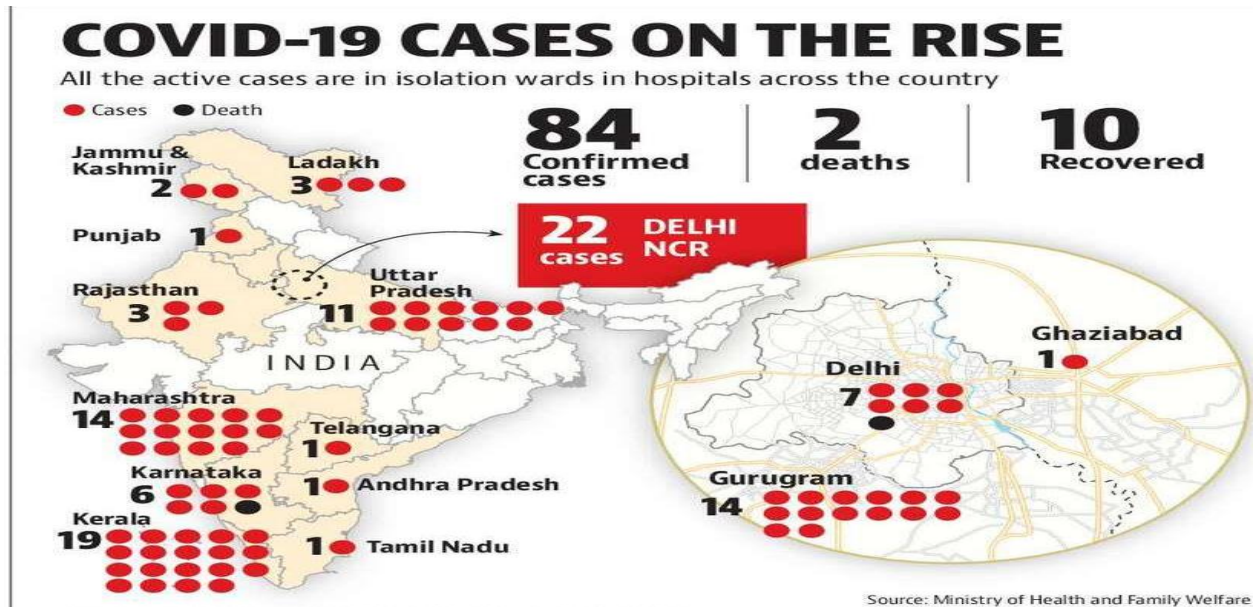 COVID-19 CASES ON THE RISE
All the active cases are in isolation wards in hospitals across the country
Cases Death
84
Confirmed
cases
2
deaths
10
Recovered
Jammu &
Kashmir
2
Ladakh
3
Punjab 1
22
cases
DELHI
NCR
Rajasthan
3
Uttar
Pradesh
11
INDIA
Maharashtra
14
Telangana
1
Karnataka
6
1 Andhra Pradesh
Kerala
19
1 Tamil Nadu
Ghaziabad
1
Delhi
7
Gurugram
14
Source: Ministry of Health and Family Welfare